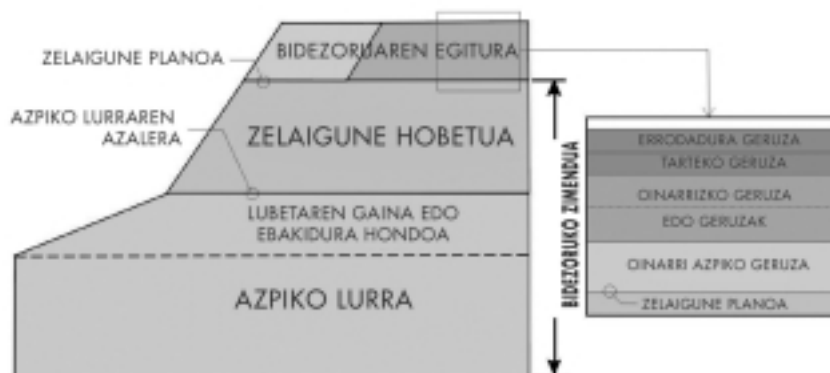 ZELAIGUNE PLANOA
BIDEZORUAREN EGITURA
AZPIKO LURRAREN
AZALERA
ZELAIGUNE HOBETUA
LUBETAREN GAINA EDO
EBAKIDURA HONDOA
AZPIKO LURRA
BIDEZORUKO ZIMENDUA
ERRODADURA GERUZA
TARTEKO GERUZA
OINARRIZKO GERUZA
EDO GERUZAK
OINARRI AZPIKO GERUZA
ZELAIGUNE PLANOA